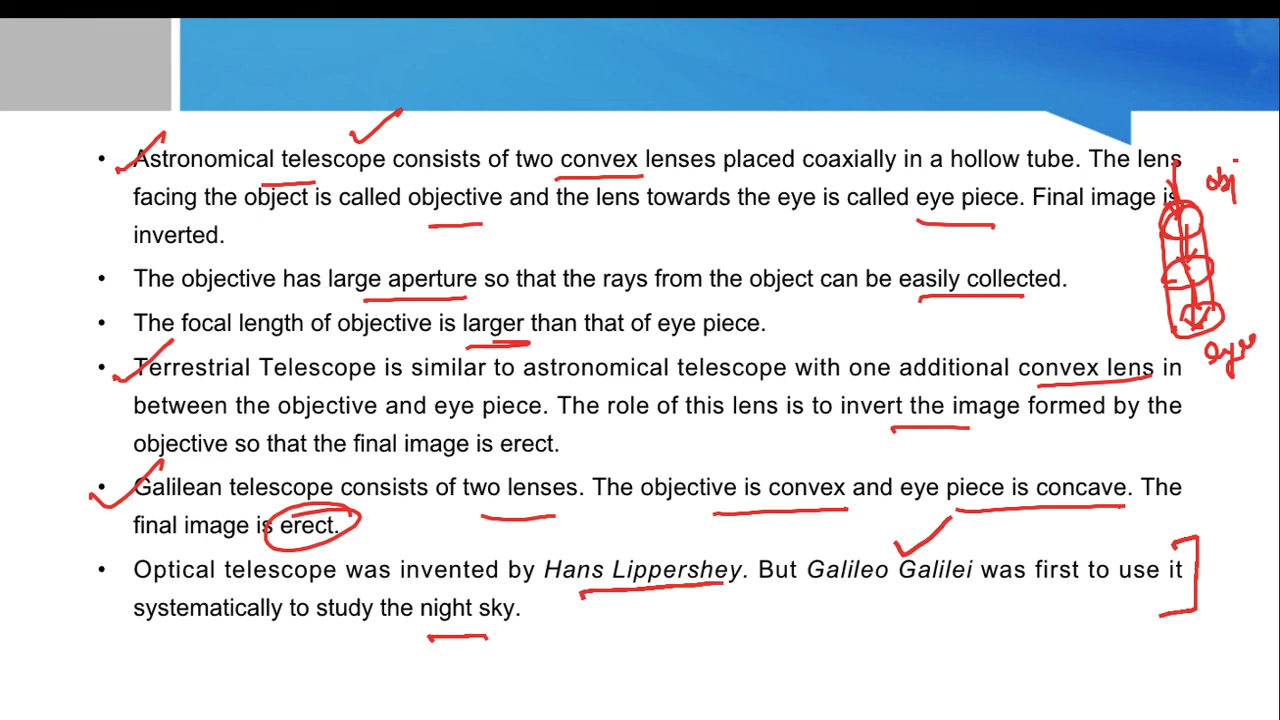 • Astronomical telescope consists of two convex lenses placed coaxially in a hollow tube. The lens
facing the object is called objective and the lens towards the eye is called eye piece. Final image is
inverted.
• The objective has large aperture so that the rays from the object can be easily collected.
• The focal length of objective is larger than that of eye piece.
• Terrestrial Telescope is similar to astronomical telescope with one additional convex lens in
between the objective and eye piece. The role of this lens is to invert the image formed by the
objective so that the final image is erect.
• Galilean telescope consists of two lenses. The objective is convex and eye piece is concave. The
final image is erect.
• Optical telescope was invented by Hans Lippershey. But Galileo Galilei was first to use it
systematically to study the night sky.
obj
eye